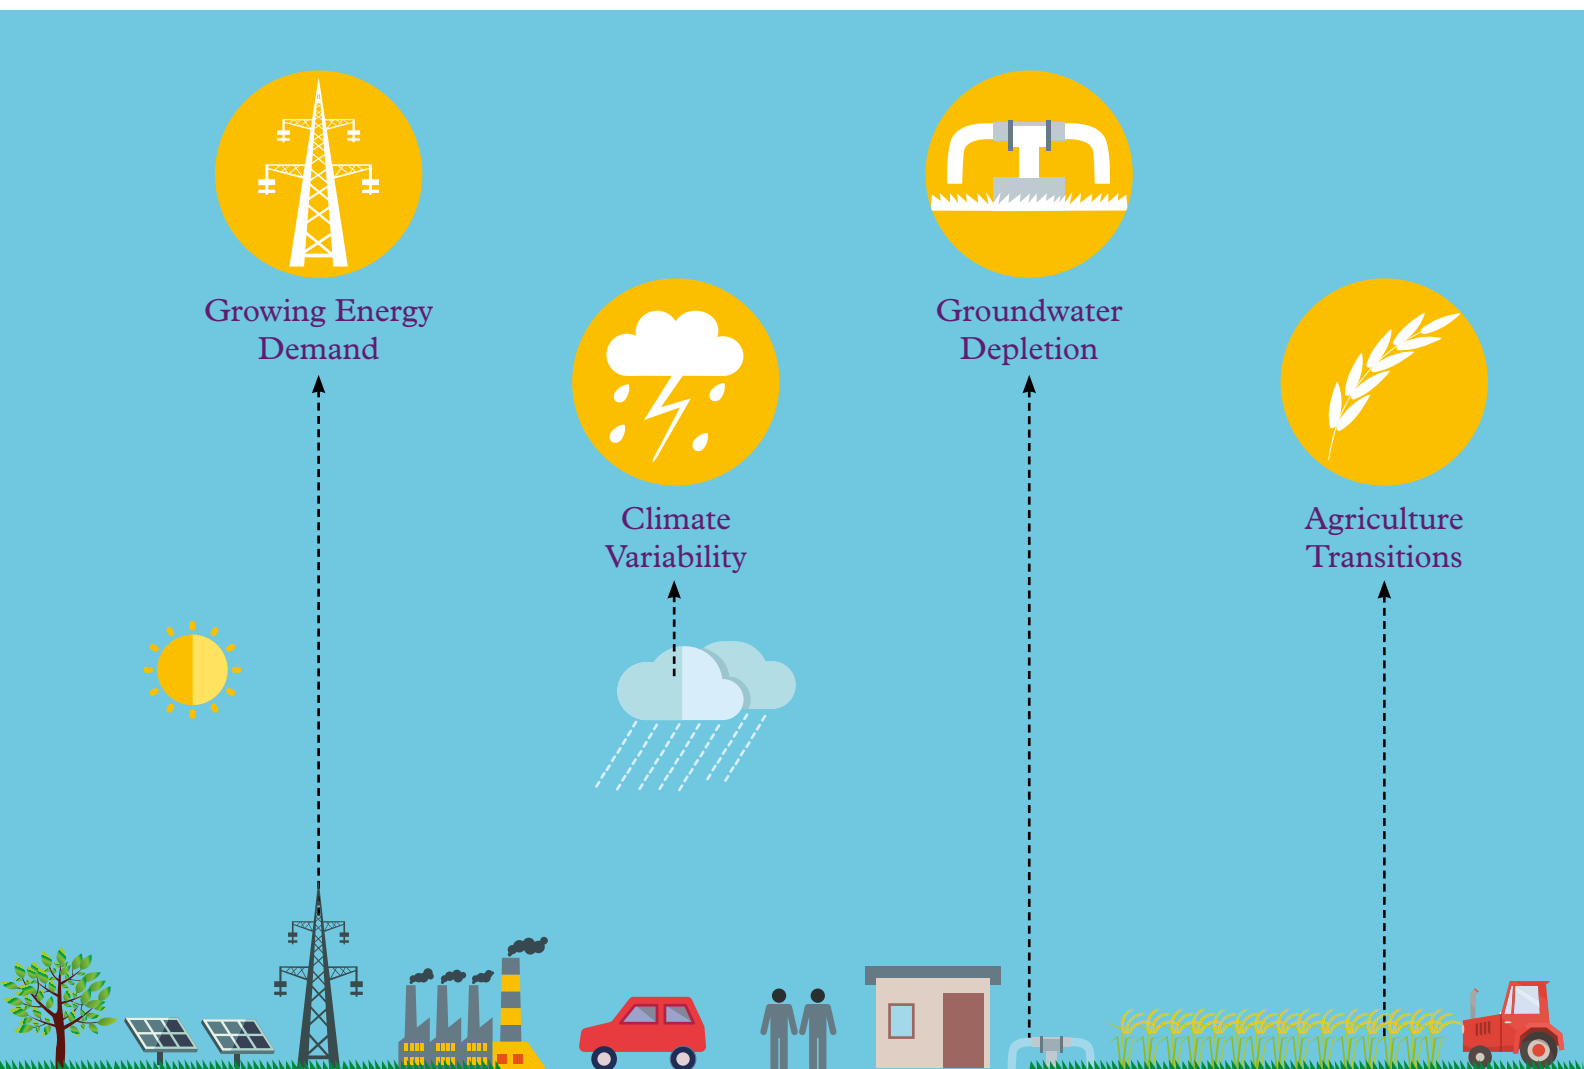 Growing Energy
Demand
Climate
Variability
Groundwater
Depletion
Agriculture
Transitions